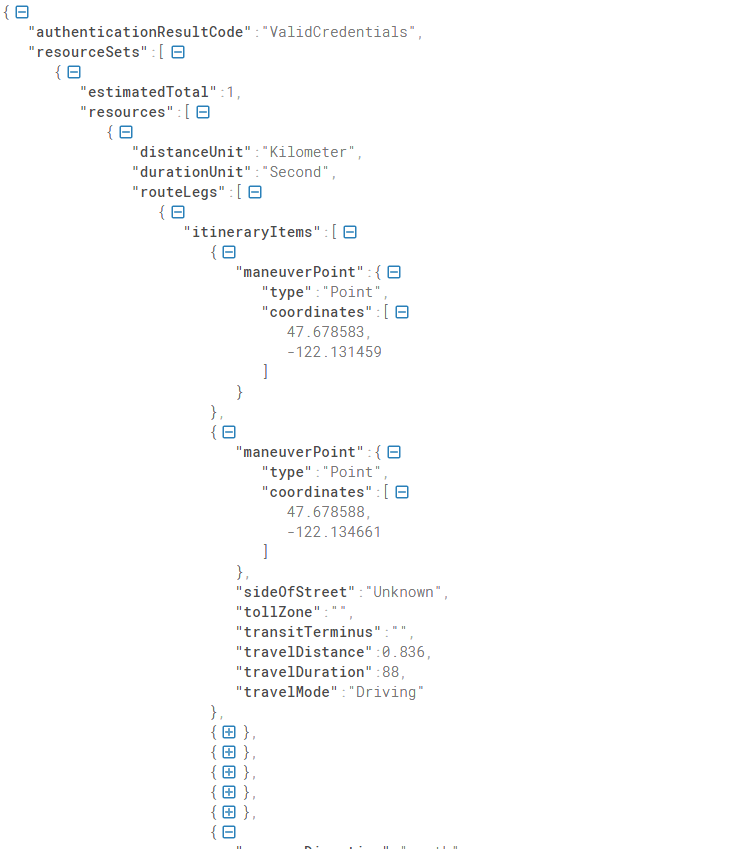 {
"authenticationResultCode":"ValidCredentials",
"resourceSets":[
{
"estimatedTotal":1,
"resources":[
{
"distanceUnit":"Kilometer",
"durationUnit":"Second",
"routeLegs":[
{
"itineraryItems":[
{
"maneuverPoint":{
"type":"Point",
"coordinates":[
47.678583,
-122.131459
]
}
},
{
"maneuverPoint":{
"type":"Point",
"coordinates":[
47.678588,
-122.134661
]
},
"sideOfStreet":"Unknown",
"tollZone":"",
"transitTerminus":"",
"travelDistance":0.836,
"travelDuration":88,
"travelMode":"Driving"
},
{ },
{ },
{ },
{ },
{ },
{